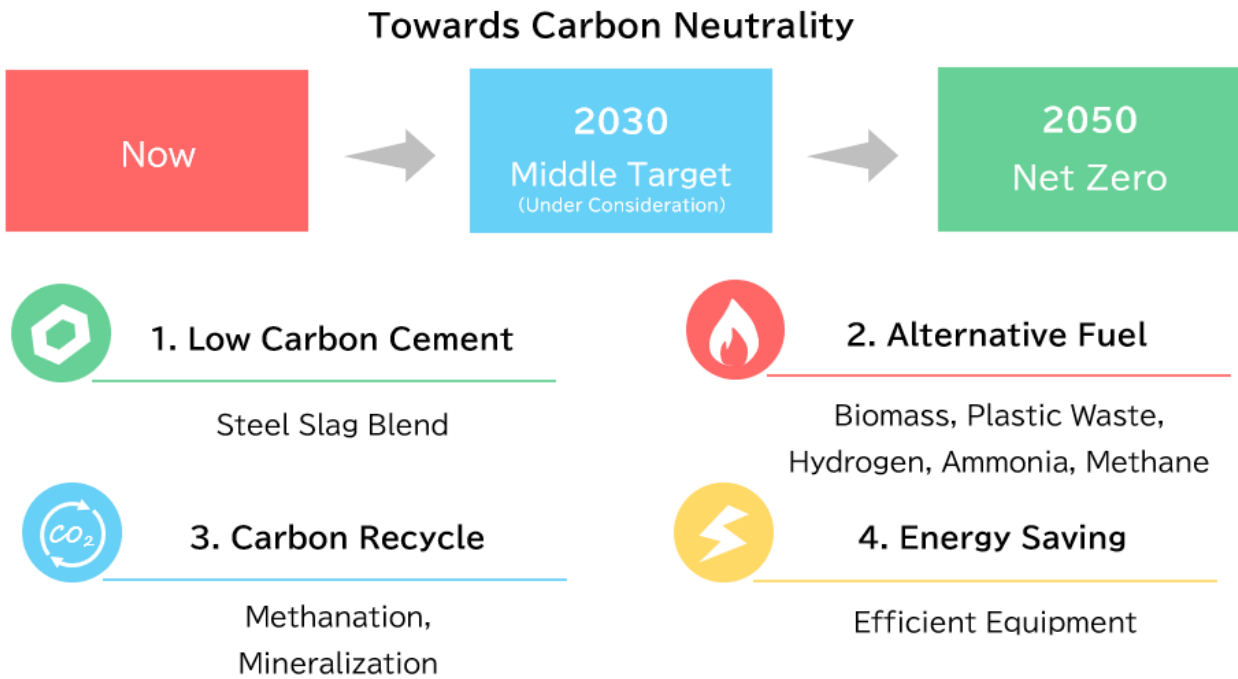 Towards Carbon Neutrality
Now
2030
Middle Target
(Under Consideration)
2050
Net Zero
1. Low Carbon Cement
Steel Slag Blend
2. Alternative Fuel
Biomass, Plastic Waste,
Hydrogen, Ammonia, Methane
CO₂
3. Carbon Recycle
Methanation,
Mineralization
4. Energy Saving
Efficient Equipment